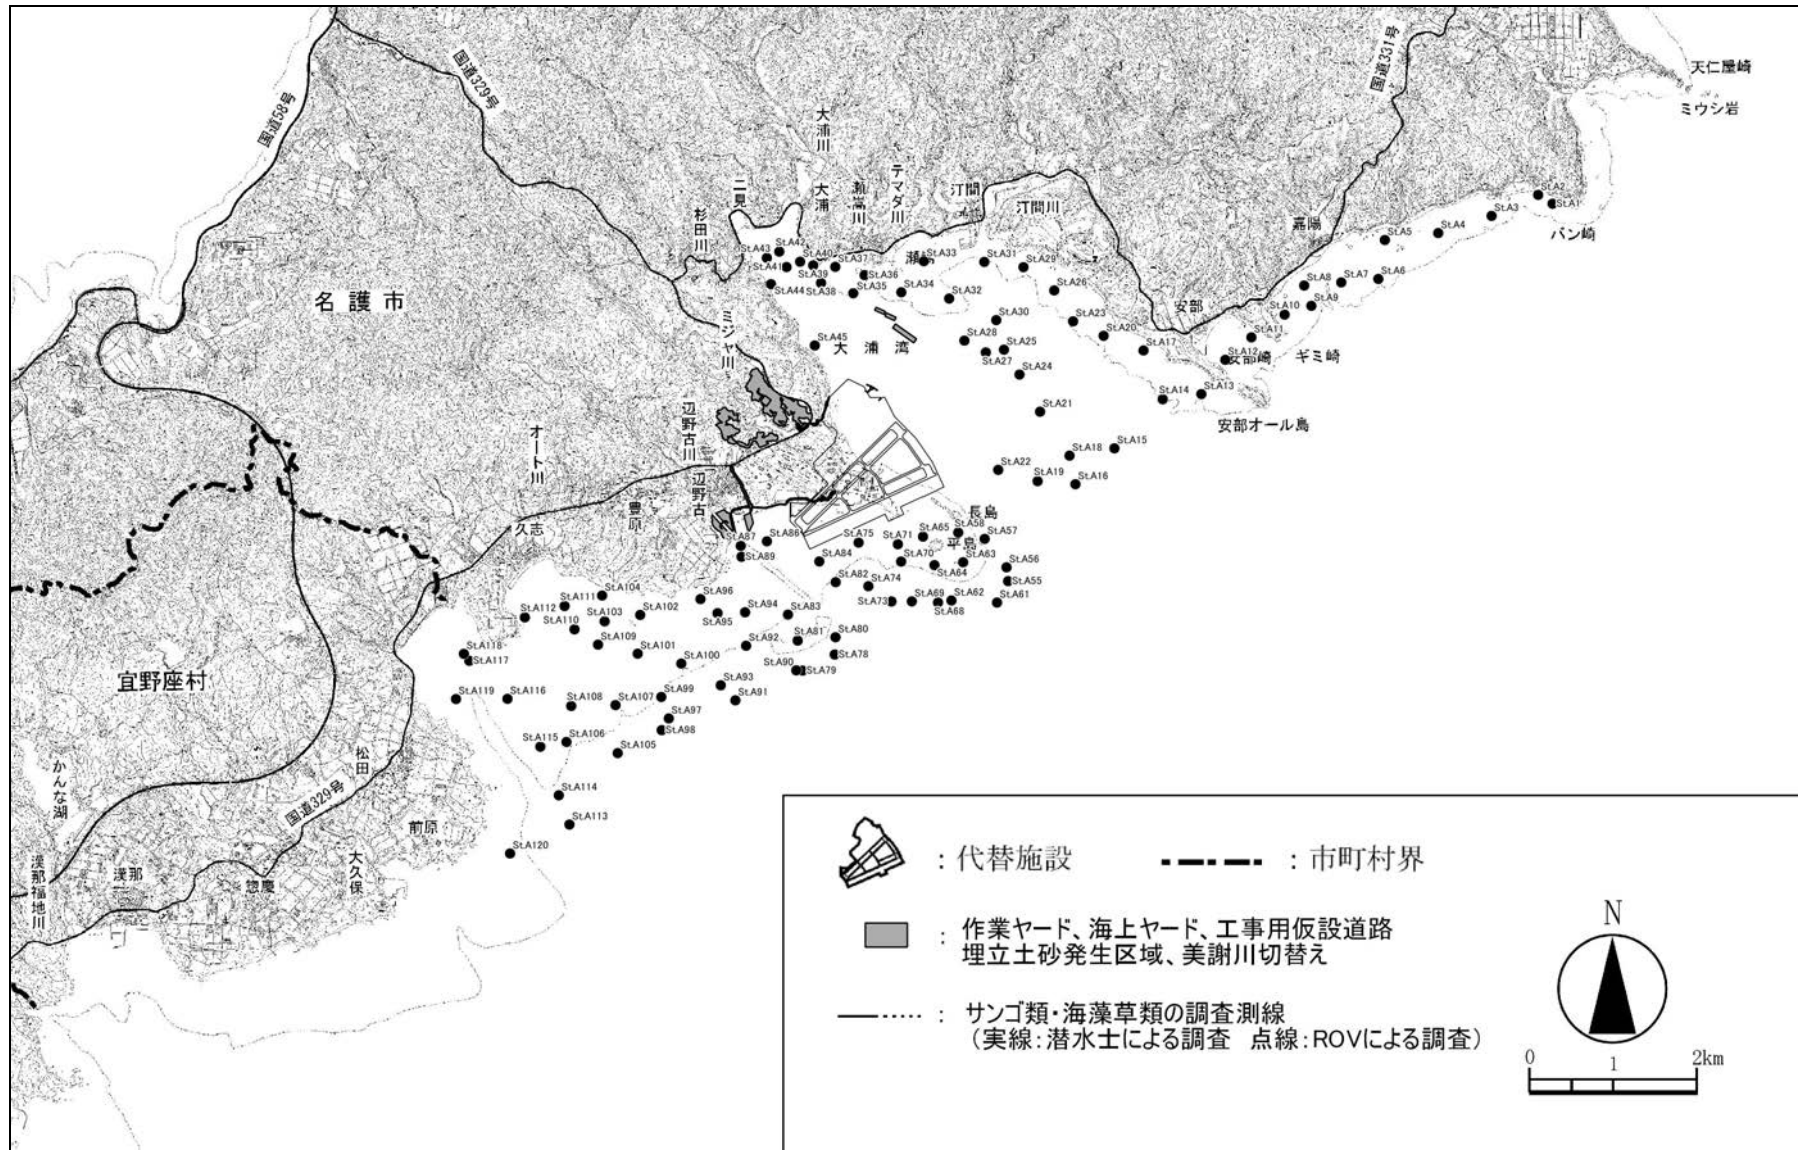 天仁屋崎
ミウシ岩
国道331号
国道329号
国道58号
大浦川
テマダ川
瀬嵩川
大浦
二見
杉田川
汀間
汀間川
嘉陽
バン崎
St.A2
St.A1
St.A3
St.A4
St.A5
St.A6
St.A7
St.A8
St.A9
St.A10
St.A11
St.A12
安部
安部崎
ギミ崎
St.A13
St.A14
安部オール島
St.A43
St.A42
St.A40
St.A37
St.A33
St.A31
St.A29
St.A41
St.A39
St.A36
St.A26
St.A44
St.A38
St.A35
St.A34
St.A32
St.A30
St.A23
St.A20
St.A17
St.A45
大浦湾
St.A28
St.A25
St.A27
St.A24
St.A21
St.A15
St.A18
St.A22
St.A19
St.A16
名護市
ミジャ川
辺野古川
辺野古
オート川
豊原
久志
長島
平島
St.A87
St.A86
St.A89
St.A75
St.A71
St.A65
St.A58
St.A57
St.A84
St.A70
St.A63
St.A64
St.A56
St.A55
St.A82
St.A74
St.A73
St.A69
St.A62
St.A68
St.A61
St.A104
St.A111
St.A112
St.A103
St.A102
St.A110
St.A96
St.A95
St.A94
St.A83
St.A109
St.A101
St.A92
St.A81
St.A80
St.A118
St.A117
St.A100
St.A78
St.A90
St.A79
St.A93
St.A91
St.A119
St.A116
St.A108
St.A107
St.A99
St.A97
St.A98
St.A115
St.A106
St.A105
St.A114
St.A113
St.A120
宜野座村
かんな湖
松田
国道329号
前原
漢那福地川
漢那
惣慶
大久保
：代替施設
：市町村界
：作業ヤード、海上ヤード、工事用仮設道路
埋立土砂発生区域、美謝川切替え
：サンゴ類・海藻草類の調査測線
（実線：潜水士による調査 点線：ROVによる調査）
N
0 1 2km